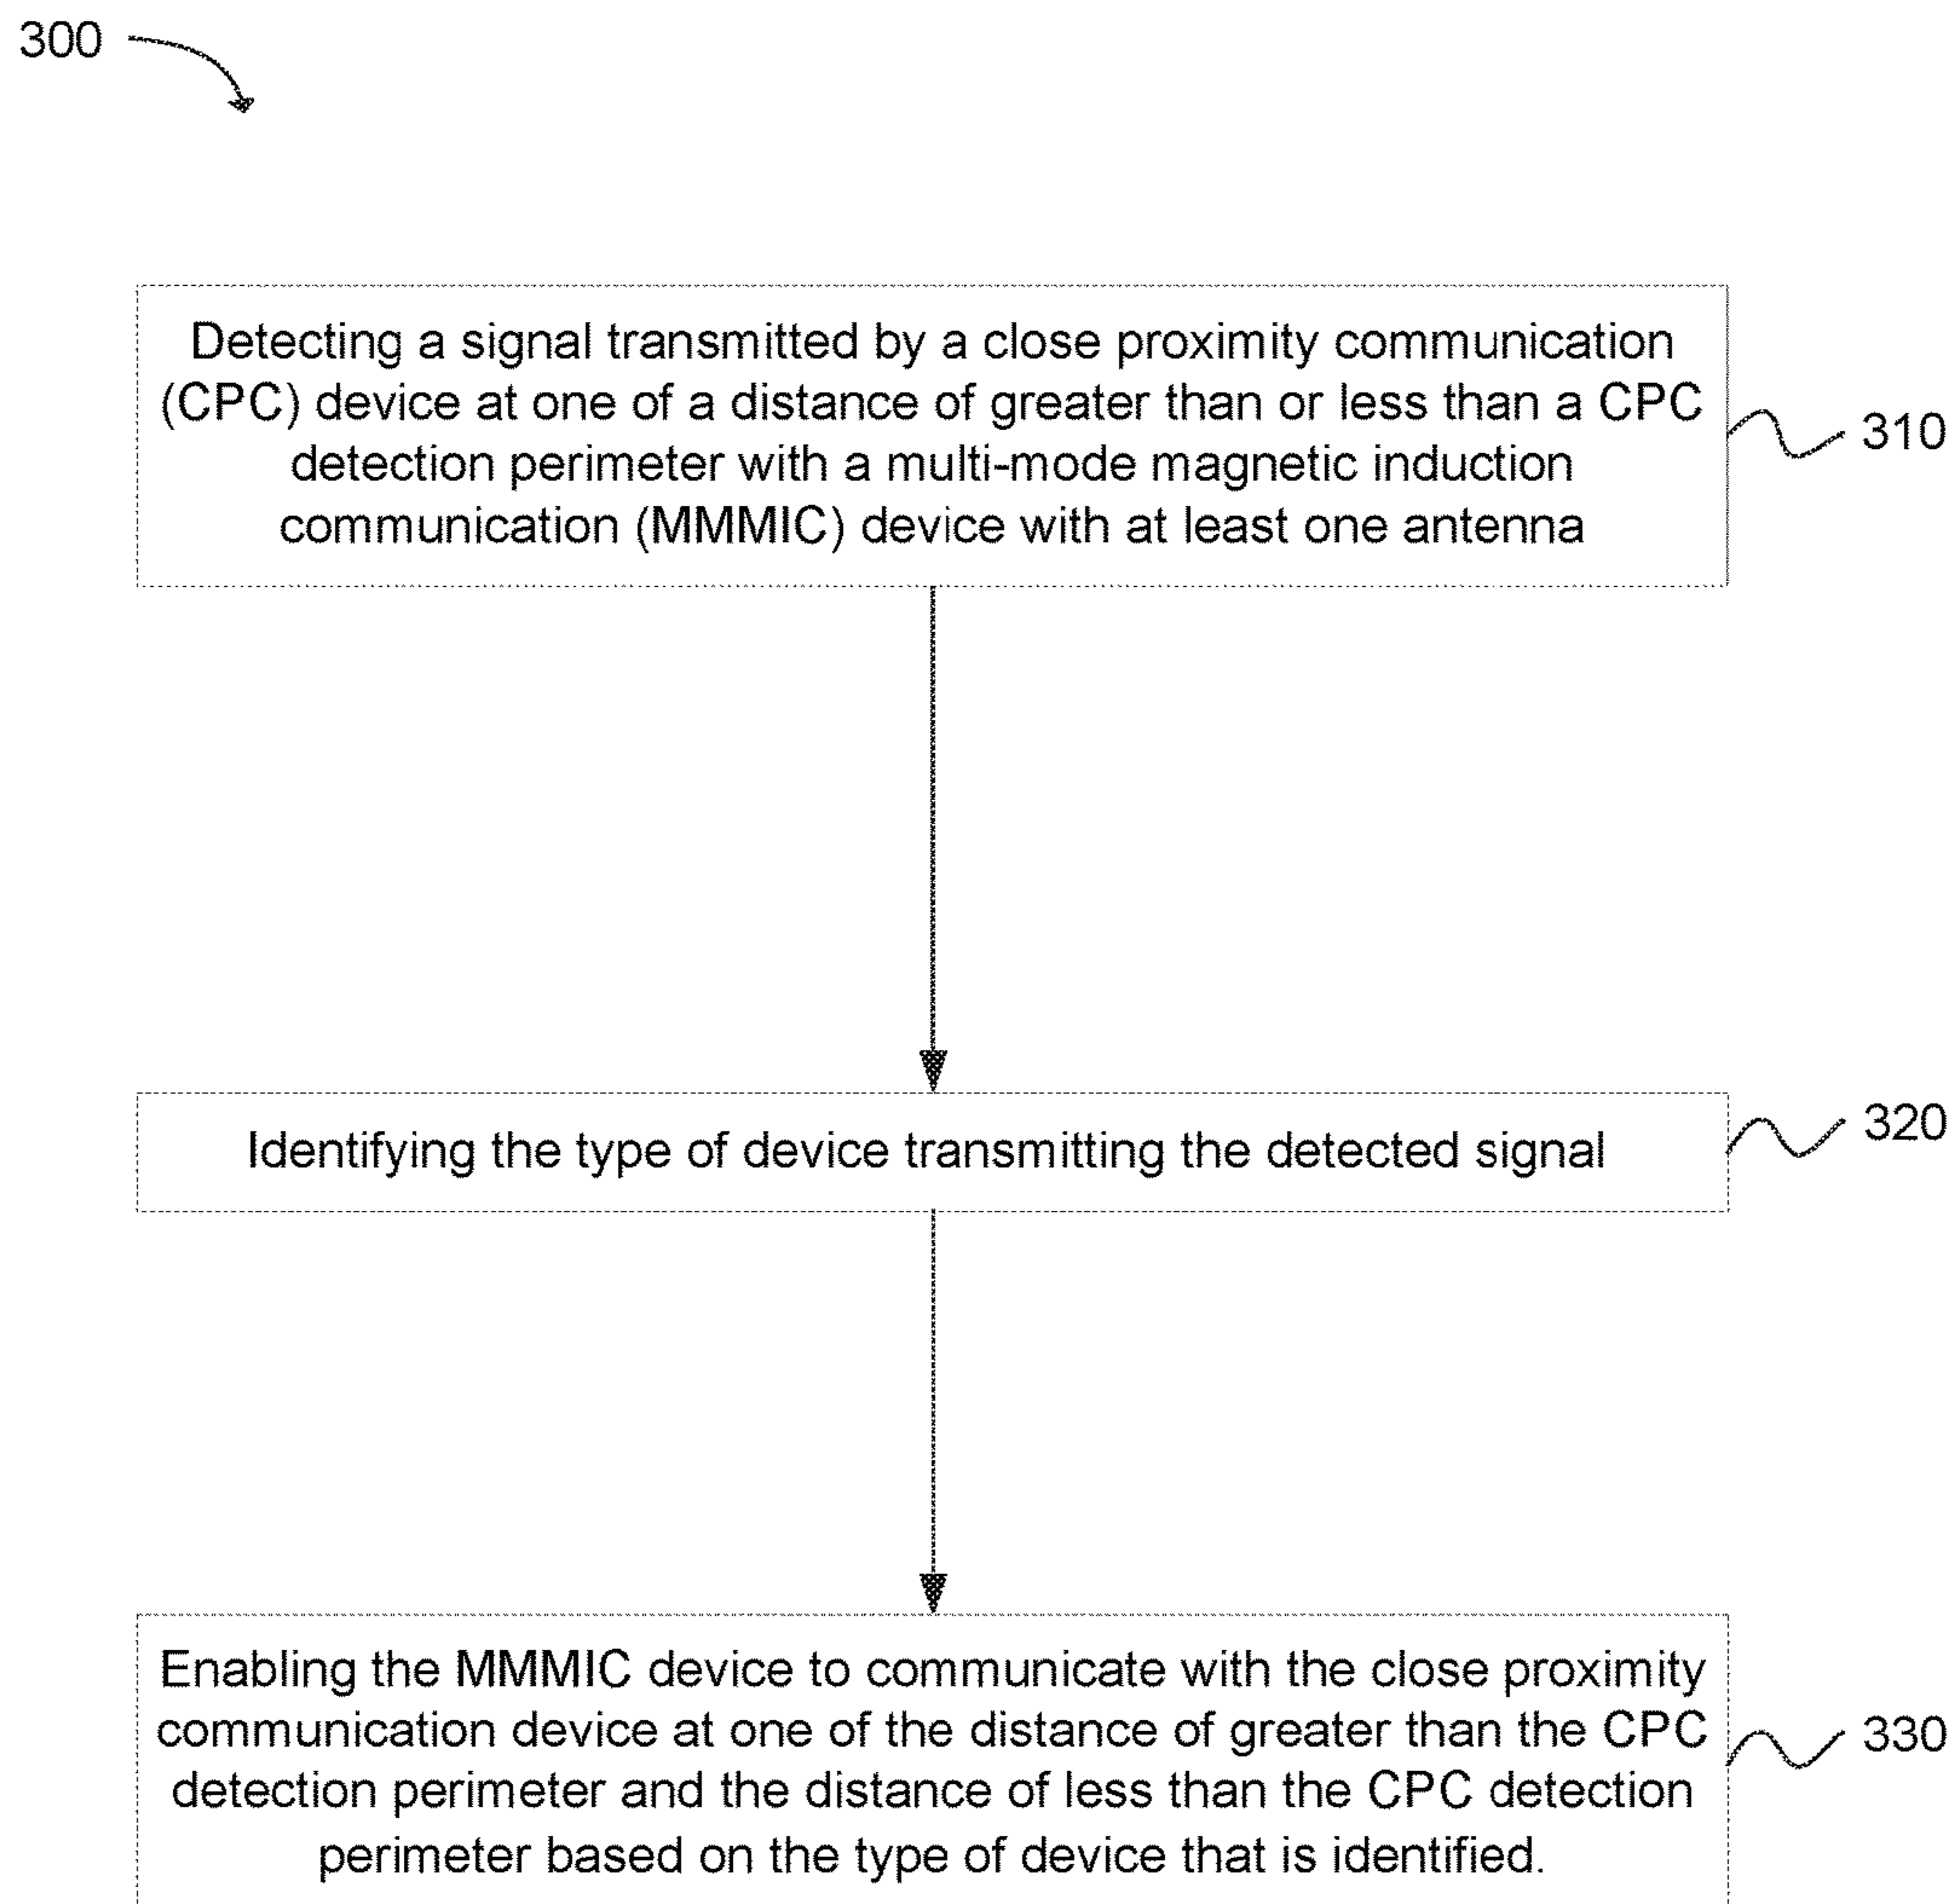 300
Detecting a signal transmitted by a close proximity communication
(CPC) device at one of a distance of greater than or less than a CPC
detection perimeter with a multi-mode magnetic induction
communication (MMMIC) device with at least one antenna
310
Identifying the type of device transmitting the detected signal
320
Enabling the MMMIC device to communicate with the close proximity
communication device at one of the distance of greater than the CPC
detection perimeter and the distance of less than the CPC detection
perimeter based on the type of device that is identified.
330